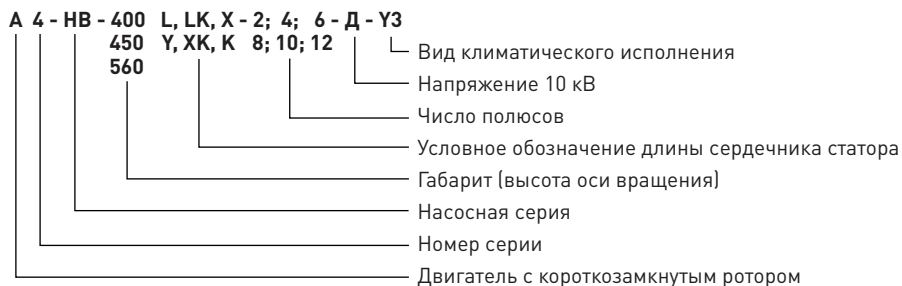 А 4 - НВ - 400 L, LK, X - 2; 4; 6 - Д - У3
450 Y, XK, K 8; 10; 12
560
Вид климатического исполнения
Напряжение 10 кВ
Число полюсов
Условное обозначение длины сердечника статора
Габарит (высота оси вращения)
Насосная серия
Номер серии
Двигатель с короткозамкнутым ротором